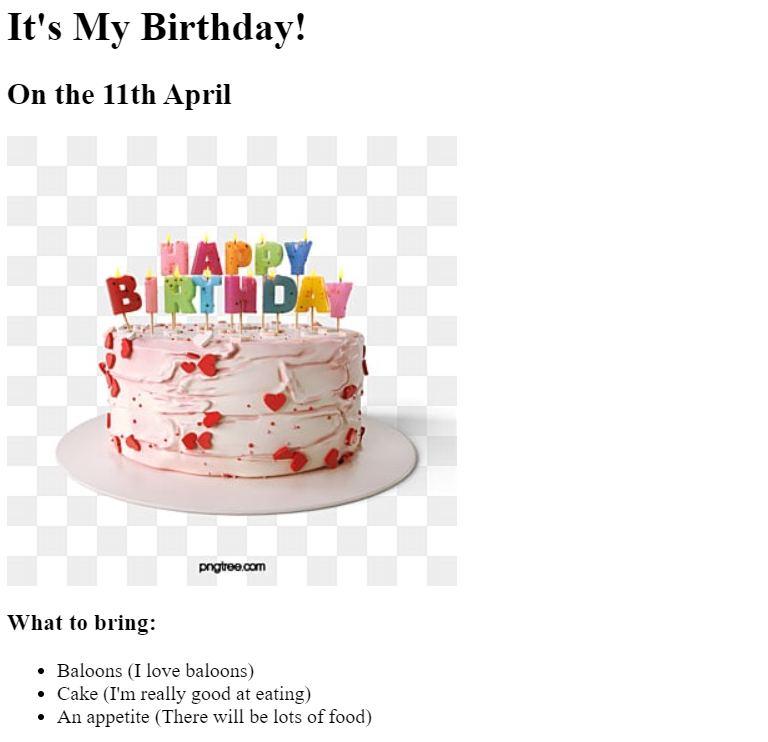 It's My Birthday!
On the 11th April
HAPPY
BIRTHDAY
pngtree.com
What to bring:
Baloons (I love baloons)
Cake (I'm really good at eating)
An appetite (There will be lots of food)